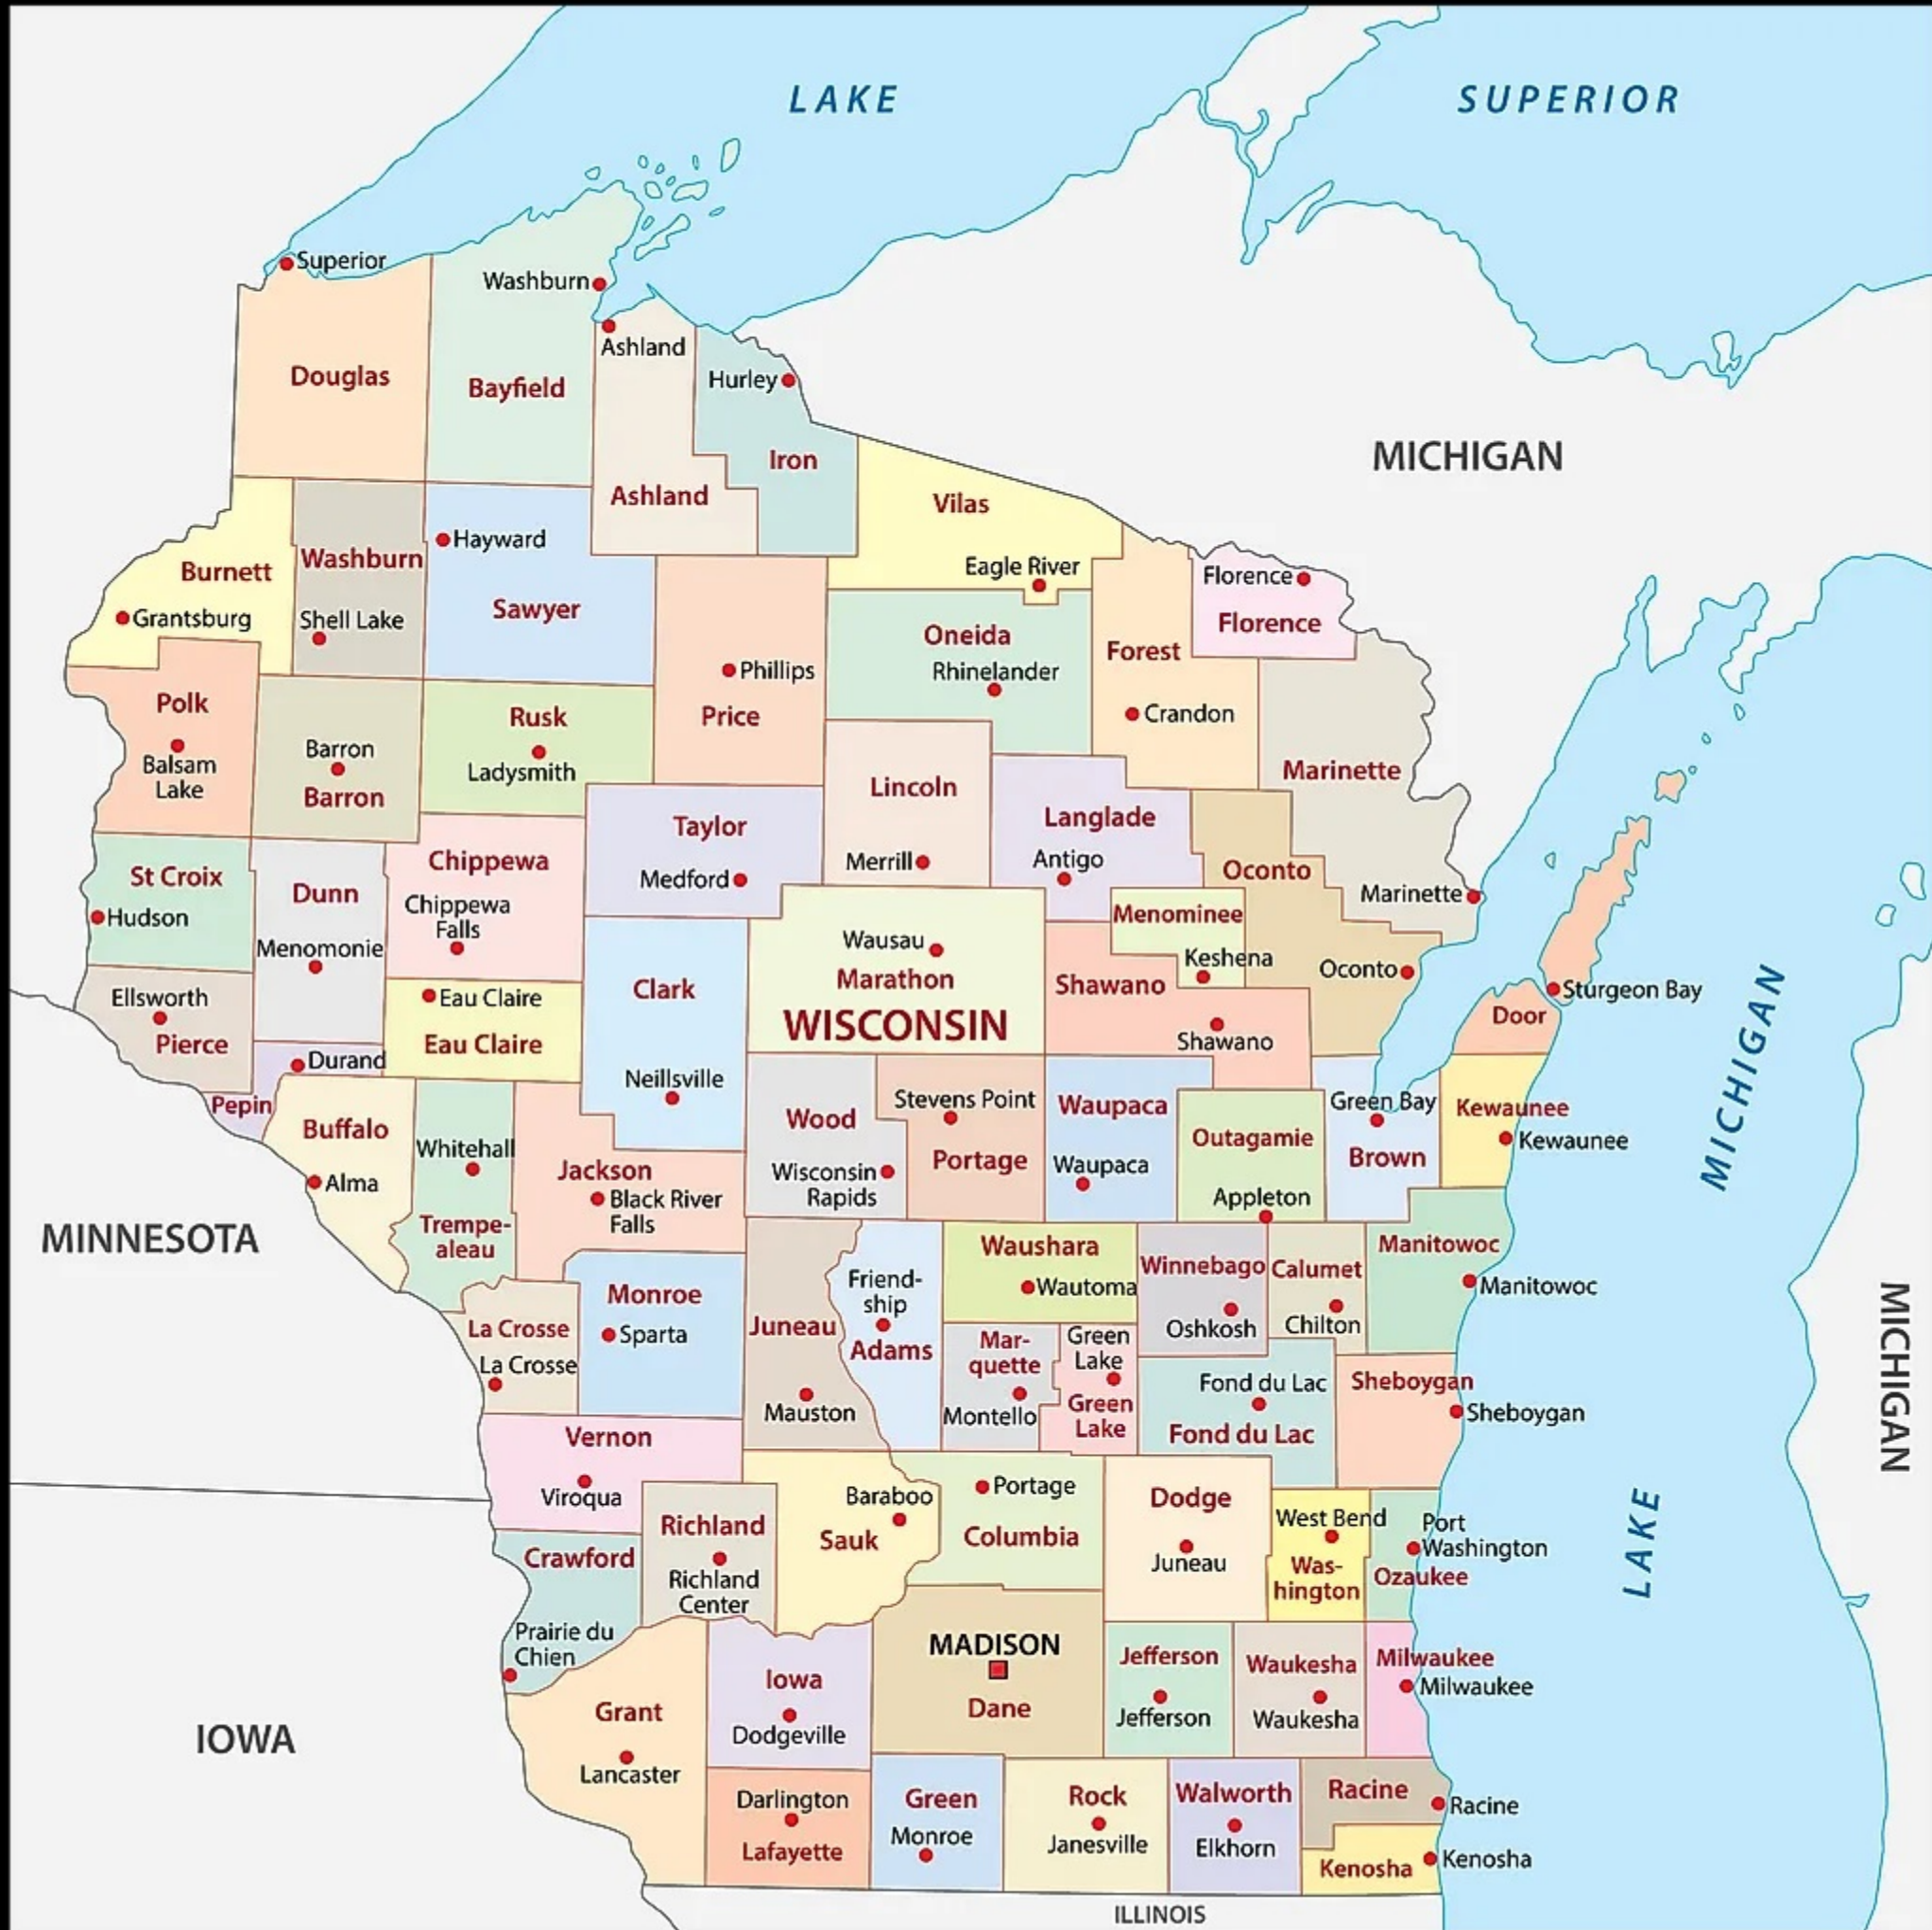 LAKE
SUPERIOR
Superior
Washburn
Ashland
Hurley
Douglas
Bayfield
Iron
Ashland
MICHIGAN
Vilas
Hayward
Washburn
Burnett
Eagle River
Florence
Grantsburg
Shell Lake
Sawyer
Florence
Oneida
Forest
Rhinelander
Phillips
Polk
Rusk
Price
Crandon
Balsam
Lake
Barron
Ladysmith
Barron
Marinette
Lincoln
Taylor
Langlade
Merrill
Antigo
Oconto
Medford
Marinette
St Croix
Dunn
Chippewa
Hudson
Chippewa
Falls
Menominee
Menomonie
Wausau
Keshena
Oconto
Marathon
Shawano
Clark
WISCONSIN
Sturgeon Bay
Door
Ellsworth
Eau Claire
Pierce
Eau Claire
Shawano
Durand
Neillsville
Pepin
Stevens Point
Waupaca
Green Bay
Kewaunee
Buffalo
Wood
Outagamie
Kewaunee
Whitehall
Portage
Brown
Jackson
Wisconsin
Rapids
Waupaca
Alma
Black River
Falls
Appleton
MICHIGAN
MINNESOTA
Trempe-
aleau
Waushara
Manitowoc
Winnebago
Calumet
Friend-
ship
Wautoma
Manitowoc
Monroe
Juneau
Sparta
Adams
Oshkosh
Chilton
MICHIGAN
La Crosse
La Crosse
Mar-
quette
Green
Lake
Fond du Lac
Sheboygan
Mauston
Montello
Green
Lake
Fond du Lac
Sheboygan
Vernon
Viroqua
Baraboo
Portage
Dodge
West Bend
Port
Washington
LAKE
Richland
Sauk
Columbia
Crawford
Richland
Center
Juneau
Was-
hington
Ozaukee
Prairie du
Chien
MADISON
Jefferson
Waukesha
Milwaukee
Iowa
Milwaukee
Grant
Dane
Jefferson
Waukesha
IOWA
Dodgeville
Lancaster
Darlington
Green
Rock
Walworth
Racine
Racine
Lafayette
Monroe
Janesville
Elkhorn
Kenosha
Kenosha
ILLINOIS